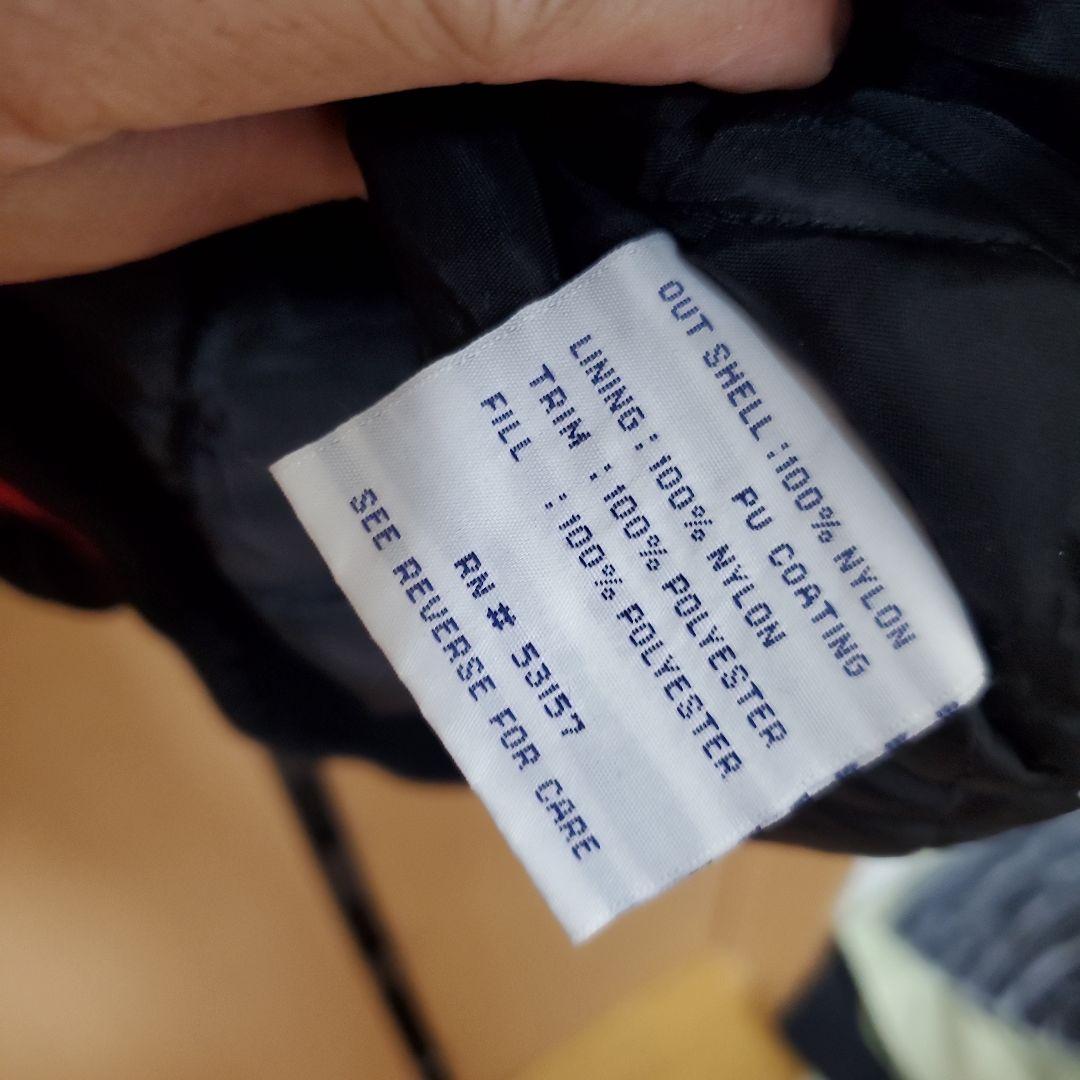 OUT SHELL :100% NYLON
PU COATING
LINING :100% NYLON
TRIM :100% POLYESTER
FILL :100% POLYESTER
RN# 53157
SEE REVERSE FOR CARE